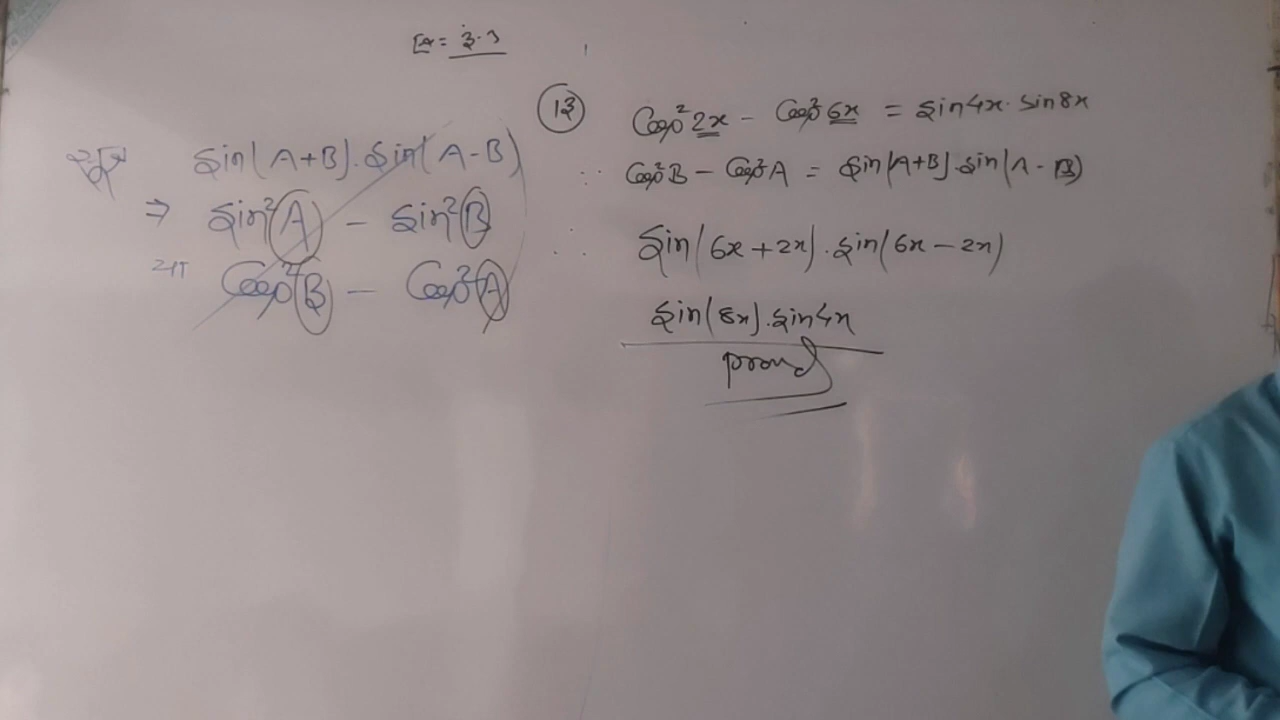 Ex = 3.3
सूत्र sin(A+B).sin(A-B)
⇒ sin²A - sin²B
या Cos²B - Cos²A
13 Cos²2x - Cos²6x = sin4x. sin8x
∵ Cos²B - Cos²A = sin(A+B).sin(A-B)
∴ sin(6x+2x).sin(6x-2x)
sin(8x).sin4x
proved